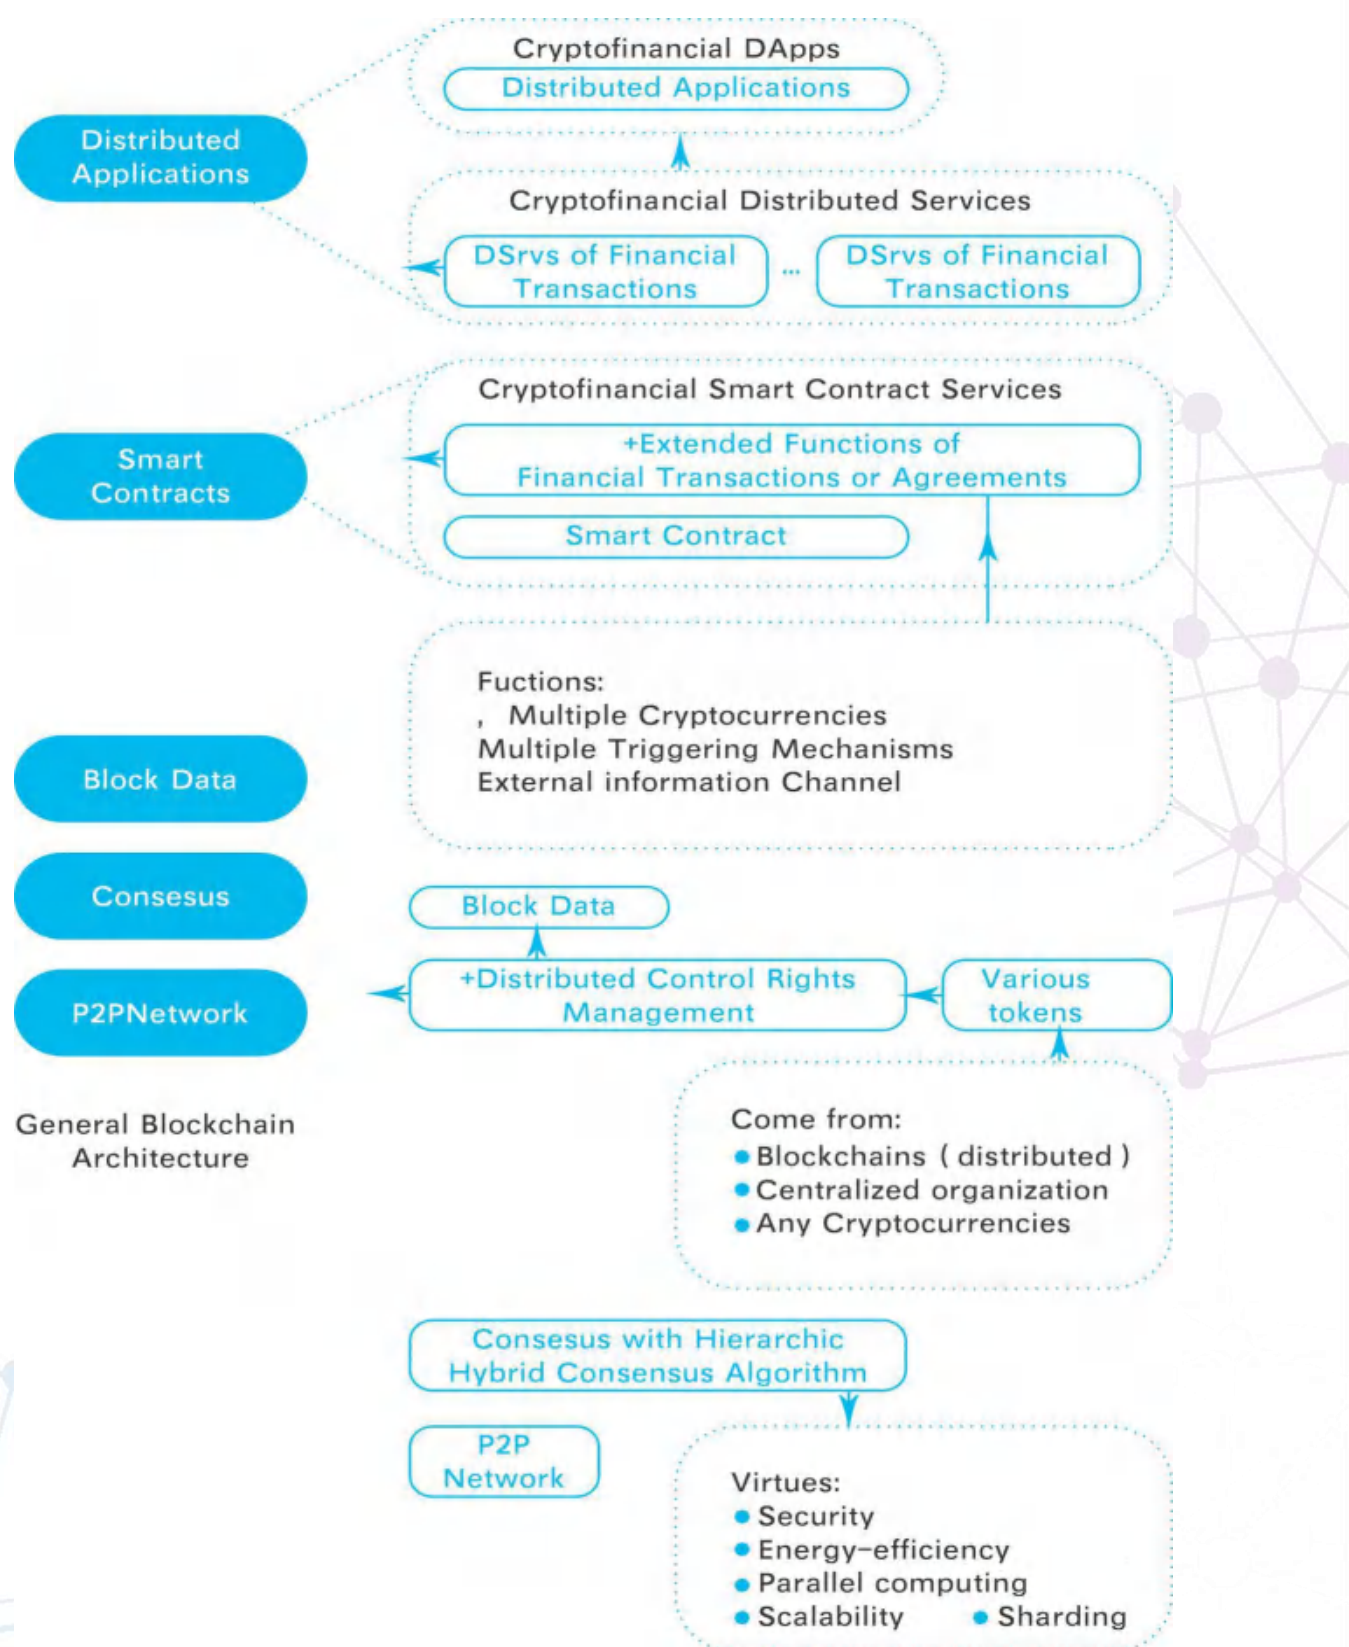 Cryptofinancial DApps
Distributed Applications
Distributed
Applications
Cryptofinancial Distributed Services
DSrvs of Financial
Transactions
...
DSrvs of Financial
Transactions
Cryptofinancial Smart Contract Services
+Extended Functions of
Financial Transactions or Agreements
Smart
Contracts
Smart Contract
Fuctions:
, Multiple Cryptocurrencies
Multiple Triggering Mechanisms
External information Channel
Block Data
Consesus
Block Data
P2PNetwork
+Distributed Control Rights
Management
Various
tokens
General Blockchain
Architecture
Come from:
● Blockchains ( distributed )
● Centralized organization
● Any Cryptocurrencies
Consesus with Hierarchic
Hybrid Consensus Algorithm
P2P
Network
Virtues:
● Security
● Energy-efficiency
● Parallel computing
● Scalability ● Sharding